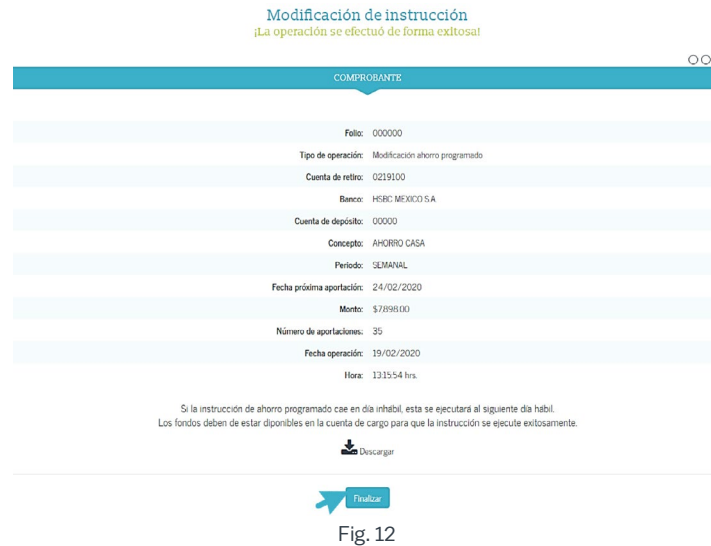 Modificación de instrucción
¡La operación se efectuó de forma exitosa!
COMPROBANTE
Folio: 000000
Tipo de operación: Modificación ahorro programado
Cuenta de retiro: 0219100
Banco: HSBC MEXICO S.A.
Cuenta de depósito: 00000
Concepto: AHORRO CASA
Periodo: SEMANAL
Fecha próxima aportación: 24/02/2020
Monto: $7,898.00
Número de aportaciones: 35
Fecha operación: 19/02/2020
Hora: 13:15:54 hrs.
Si la instrucción de ahorro programado cae en día inhábil, esta se ejecutará al siguiente día hábil.
Los fondos deben de estar diponibles en la cuenta de cargo para que la instrucción se ejecute exitosamente.
Descargar
Finalizar
Fig. 12